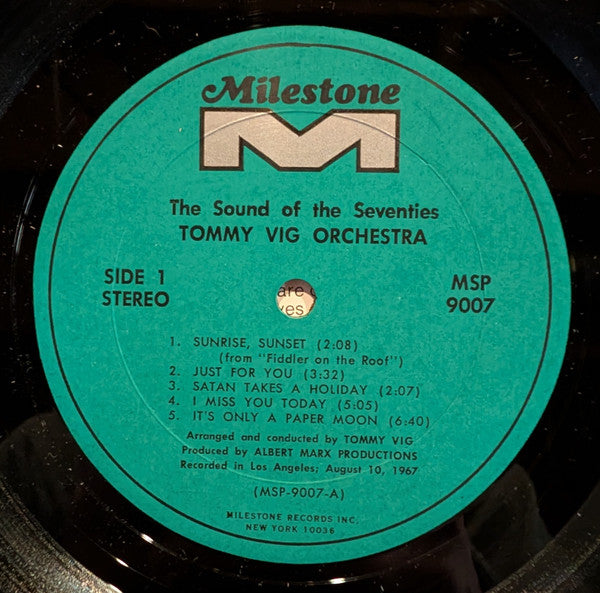 Milestone
M
The Sound of the Seventies
TOMMY VIG ORCHESTRA
SIDE 1
STEREO
MSP
9007
are
ves
1. SUNRISE, SUNSET (2:08)
(from "Fiddler on the Roof")
2. JUST FOR YOU (3:32)
3. SATAN TAKES A HOLIDAY (2:07)
4. I MISS YOU TODAY (5:05)
5. IT'S ONLY A PAPER MOON (6:40)
Arranged and conducted by TOMMY VIG
Produced by ALBERT MARX PRODUCTIONS
Recorded in Los Angeles; August 10, 1967
(MSP-9007-A)
MILESTONE RECORDS INC.
NEW YORK 10036